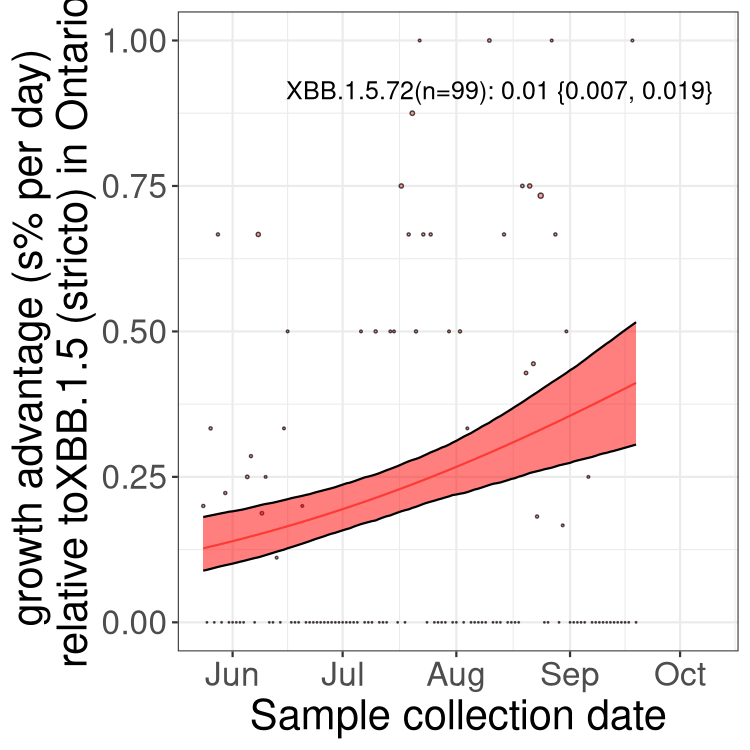 growth advantage (s% per day)
relative toXBB.1.5 (stricto) in Ontario
1.00
0.75
0.50
0.25
0.00
XBB.1.5.72(n=99): 0.01 {0.007, 0.019}
Jun Jul Aug Sep Oct
Sample collection date